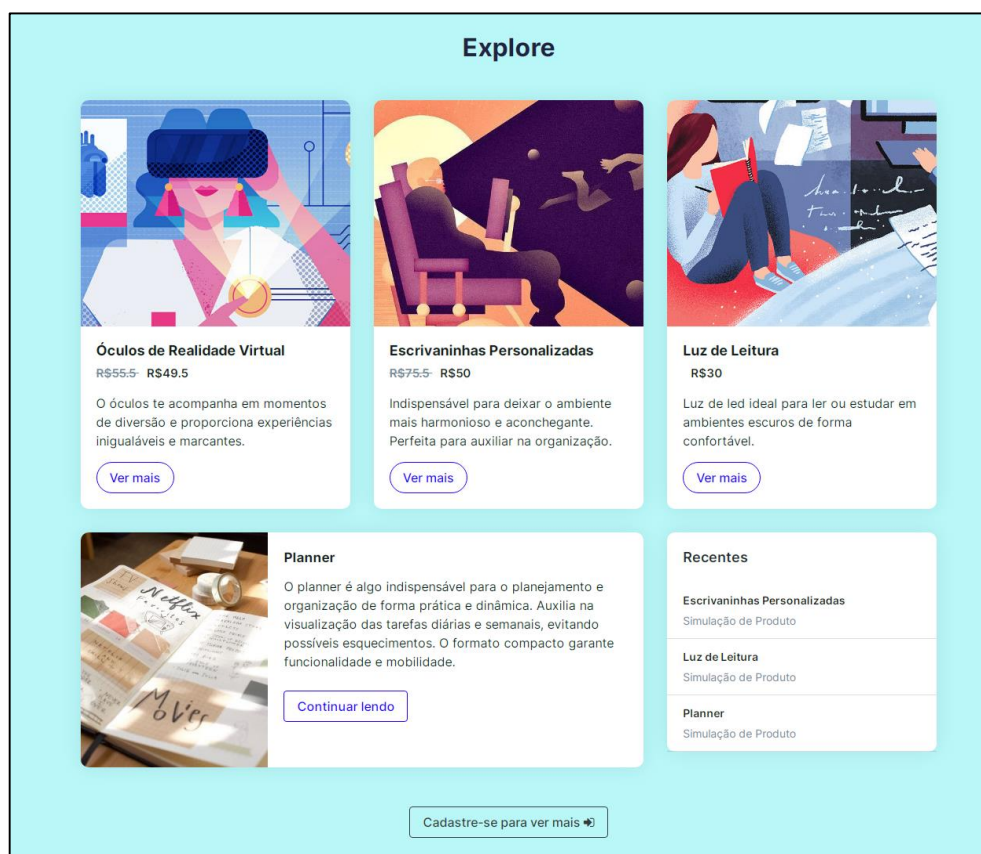 Explore
Óculos de Realidade Virtual
R$55.5 R$49.5
O óculos te acompanha em momentos
de diversão e proporciona experiências
inigualáveis e marcantes.
Ver mais
Escrivaninhas Personalizadas
R$75.5 R$50
Indispensável para deixar o ambiente
mais harmonioso e aconchegante.
Perfeita para auxiliar na organização.
Ver mais
Luz de Leitura
R$30
Luz de led ideal para ler ou estudar em
ambientes escuros de forma
confortável.
Ver mais
Netflix
Favorites
Movies
Planner
O planner é algo indispensável para o planejamento e
organização de forma prática e dinâmica. Auxilia na
visualização das tarefas diárias e semanais, evitando
possíveis esquecimentos. O formato compacto garante
funcionalidade e mobilidade.
Continuar lendo
Recentes
Escrivaninhas Personalizadas
Simulação de Produto
Luz de Leitura
Simulação de Produto
Planner
Simulação de Produto
Cadastre-se para ver mais